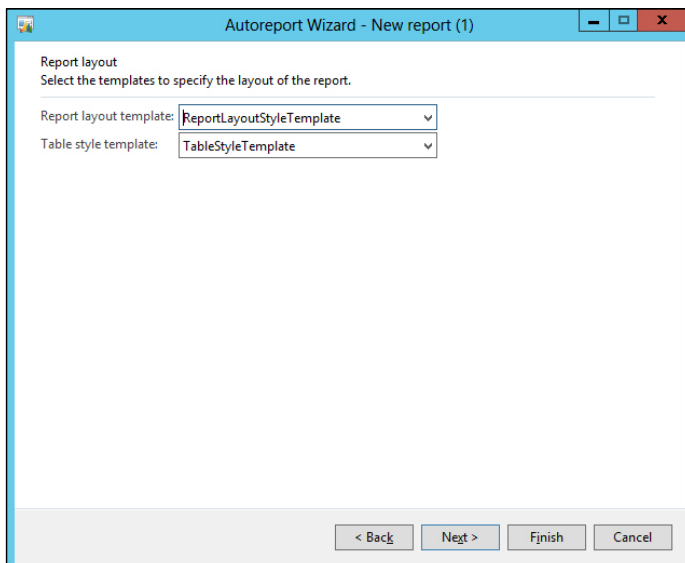 Autoreport Wizard - New report (1)
Report layout
Select the templates to specify the layout of the report.
Report layout template: ReportLayoutStyleTemplate
Table style template: TableStyleTemplate
< Back Next > Finish Cancel